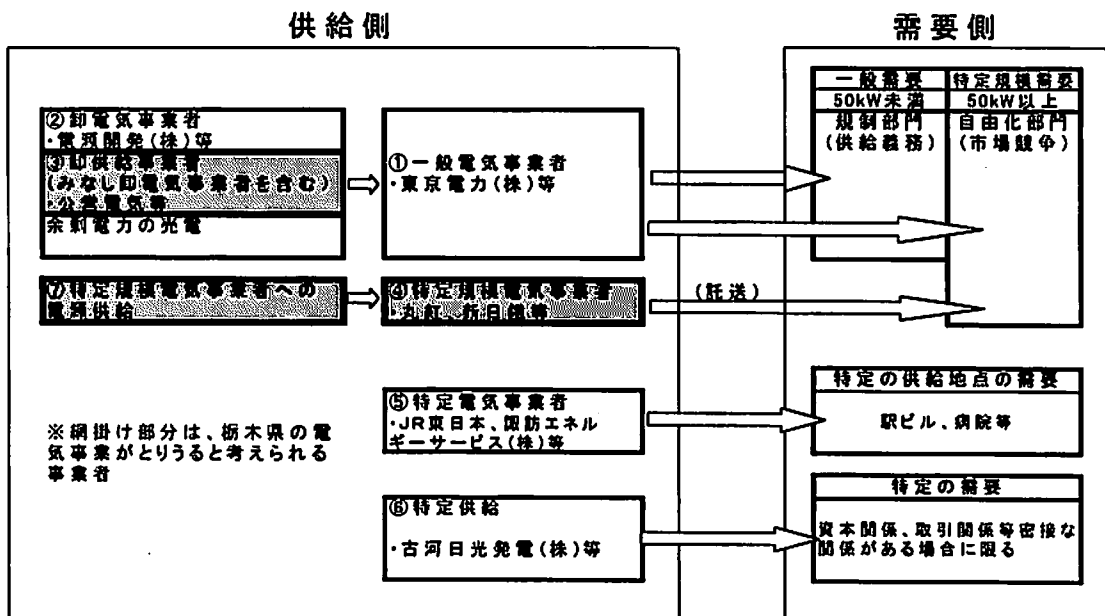 供給側
需要側
②卸電気事業者
・電源開発(株)等
③卸供給事業者
(みなし卸電気事業者を含む)
・公営電気等
余剰電力の売電
①一般電気事業者
・東京電力(株)等
⑦特定規模電気事業者への
電源供給
④特定規模電気事業者
・丸紅、新日鐵等
(託送)
⑤特定電気事業者
・JR東日本、諏訪エネル
ギーサービス(株)等
⑥特定供給
・古河日光発電(株)等
※網掛け部分は、栃木県の電
気事業がとりうると考えられる
事業者
一般需要
50kW未満
規制部門
(供給義務)
特定規模需要
50kW以上
自由化部門
(市場競争)
特定の供給地点の需要
駅ビル、病院等
特定の需要
資本関係、取引関係等密接な
関係がある場合に限る